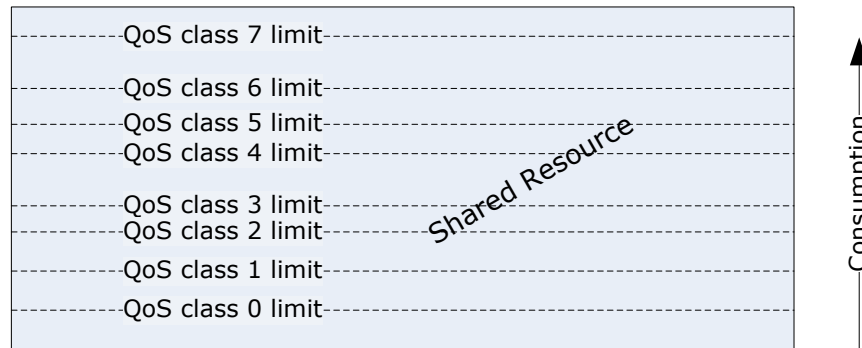 QoS class 7 limit
QoS class 6 limit
QoS class 5 limit
QoS class 4 limit
QoS class 3 limit
QoS class 2 limit
QoS class 1 limit
QoS class 0 limit
Shared Resource
Consumption